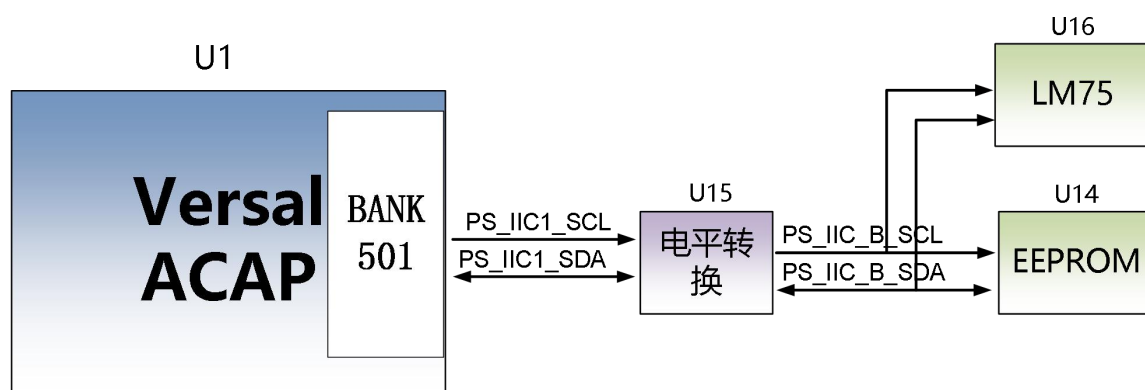 U1
Versal
ACAP
BANK
501
PS_IIC1_SCL
PS_IIC1_SDA
U15
电平转
换
PS_IIC_B_SCL
PS_IIC_B_SDA
U16
LM75
U14
EEPROM